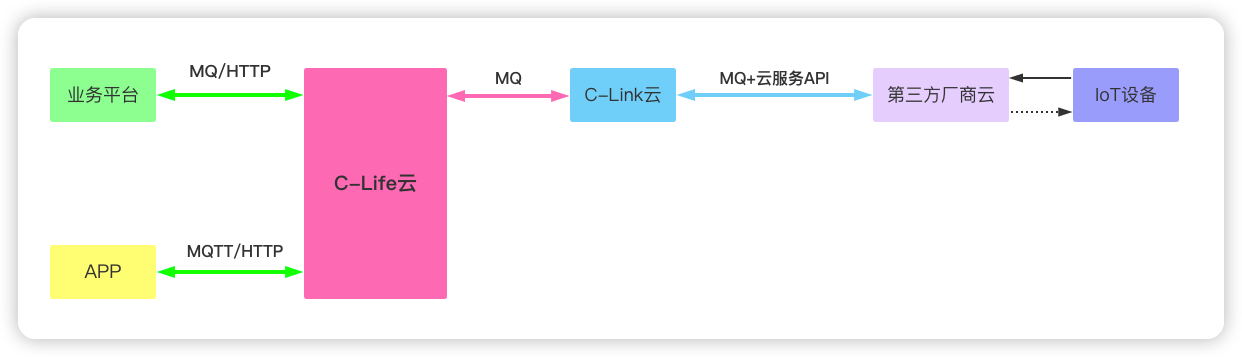 MQ/HTTP
MQ
MQ+云服务API
业务平台
C-Link云
第三方厂商云
IoT设备
C-Life云
MQTT/HTTP
APP